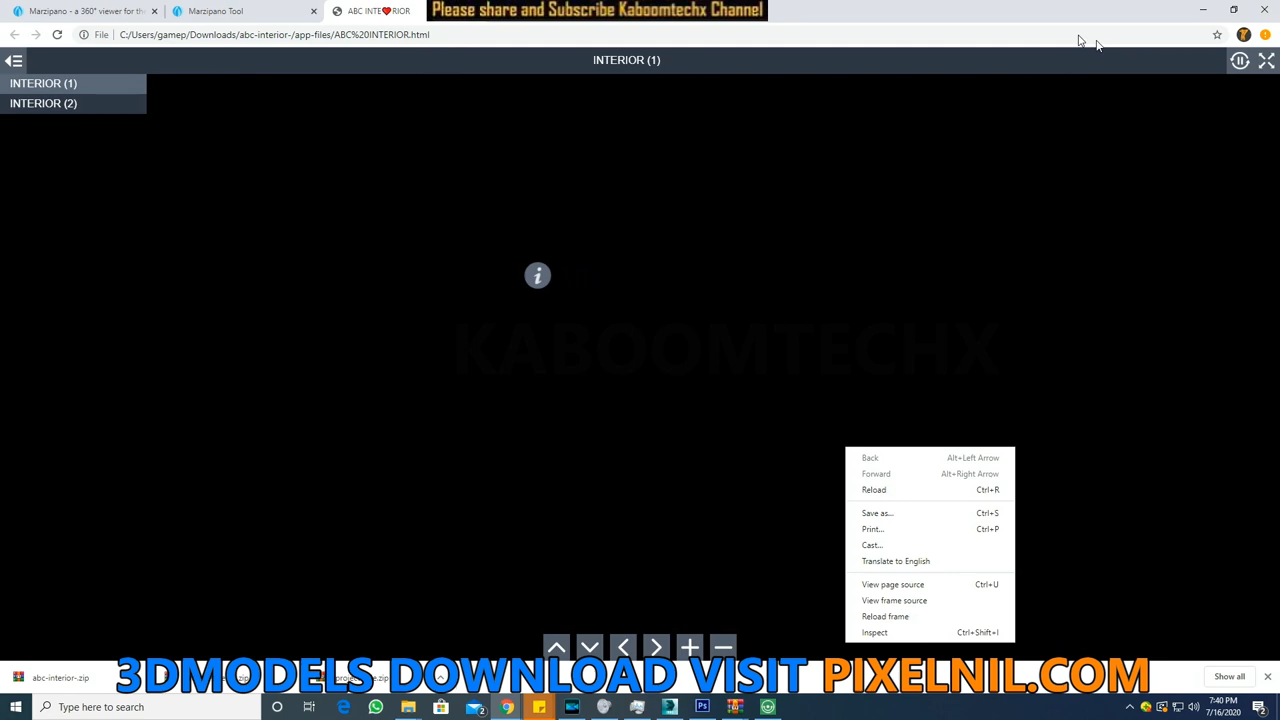 Marzipano - a 360° viewer for th
Marzipano Tool
ABC INTE RIOR
Please share and Subscribe Kaboomtechx Channel
File
C:/Users/gamep/Downloads/abc-interior-/app-files/ABC%20INTERIOR.html
INTERIOR (1)
INTERIOR (1)
INTERIOR (2)
i
KABOOMTECHX
Back Alt+Left Arrow
Forward Alt+Right Arrow
Reload Ctrl+R
Save as... Ctrl+S
Print... Ctrl+P
Cast...
Translate to English
View page source Ctrl+U
View frame source
Reload frame
Inspect Ctrl+Shift+I
3DMODELS DOWNLOAD VISIT PIXELNIL.COM
abc-interior-.zip
Show all
Type here to search
7:40 PM
7/16/2020